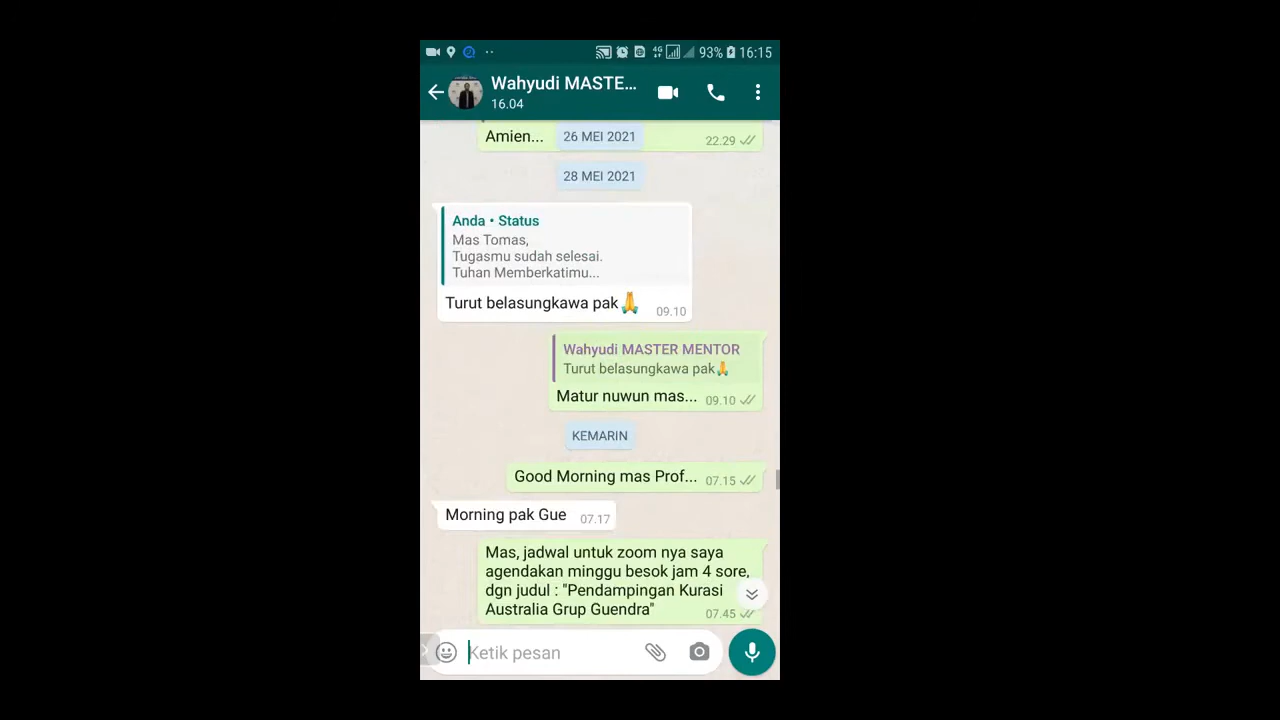 93% 16:15
Wahyudi MASTE...
16.04
Amien...
26 MEI 2021
22.29
28 MEI 2021
Anda • Status
Mas Tomas,
Tugasmu sudah selesai.
Tuhan Memberkatimu...
Turut belasungkawa pak🙏
09.10
Wahyudi MASTER MENTOR
Turut belasungkawa pak🙏
Matur nuwun mas...
09.10
KEMARIN
Good Morning mas Prof...
07.15
Morning pak Gue
07.17
Mas, jadwal untuk zoom nya saya
agendakan minggu besok jam 4 sore,
dgn judul : "Pendampingan Kurasi
Australia Grup Guendra"
07.45
Ketik pesan